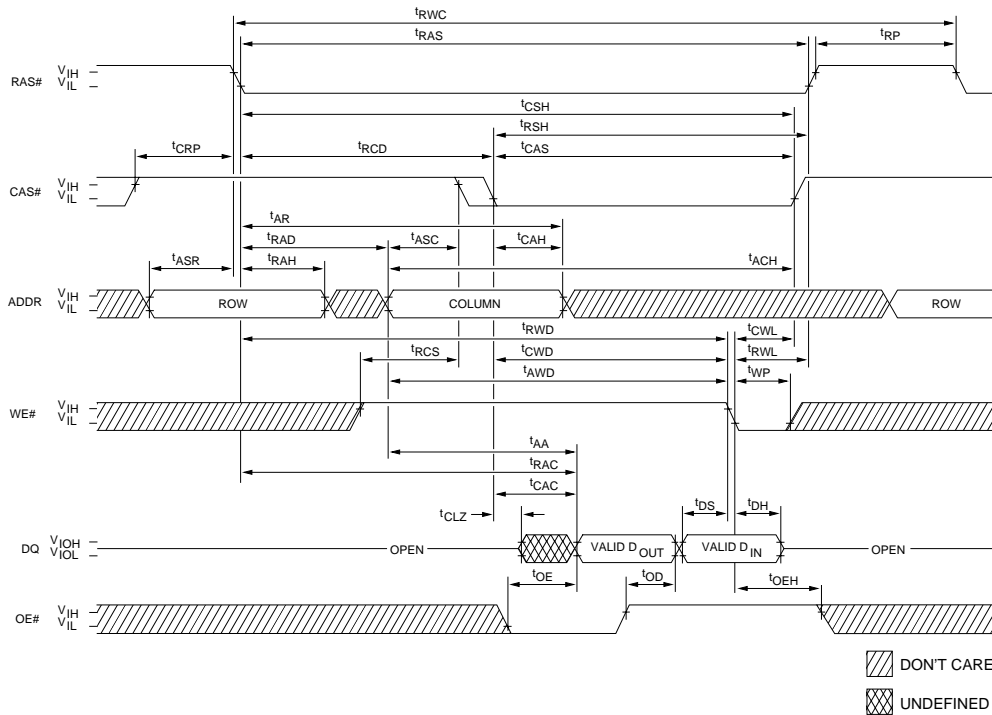 tRWC
tRAS
tRP
RAS#
VIH
VIL
tCSH
tRSH
tCRP
tRCD
tCAS
CAS#
VIH
VIL
tAR
tRAD
tASC
tCAH
tASR
tRAH
tACH
ADDR
VIH
VIL
ROW
COLUMN
ROW
tRWD
tCWL
tRCS
tCWD
tRWL
tAWD
tWP
WE#
VIH
VIL
tAA
tRAC
tCAC
tCLZ
tDS
tDH
DQ
VIOH
VIOL
OPEN
VALID DOUT
VALID DIN
OPEN
tOE
tOD
tOEH
OE#
VIH
VIL
DON'T CARE
UNDEFINED